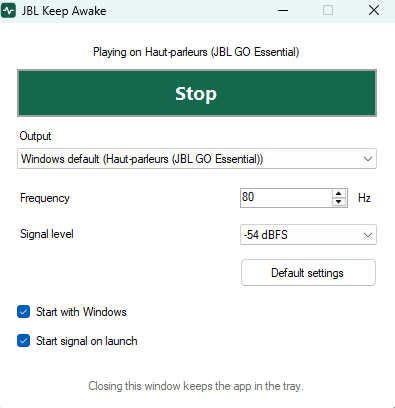 JBL Keep Awake
Playing on Haut-parleurs (JBL GO Essential)
Stop
Output
Windows default (Haut-parleurs (JBL GO Essential))
Frequency
80
Hz
Signal level
-54 dBFS
Default settings
Start with Windows
Start signal on launch
Closing this window keeps the app in the tray.